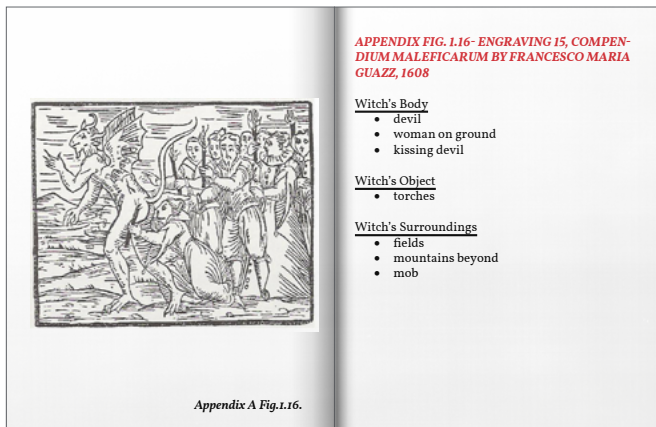 Appendix A Fig.1.16.
APPENDIX FIG. 1.16- ENGRAVING 15, COMPEN-
DIUM MALEFICARUM BY FRANCESCO MARIA
GUAZZ, 1608
Witch's Body
• devil
• woman on ground
• kissing devil
Witch's Object
• torches
Witch's Surroundings
• fields
• mountains beyond
• mob